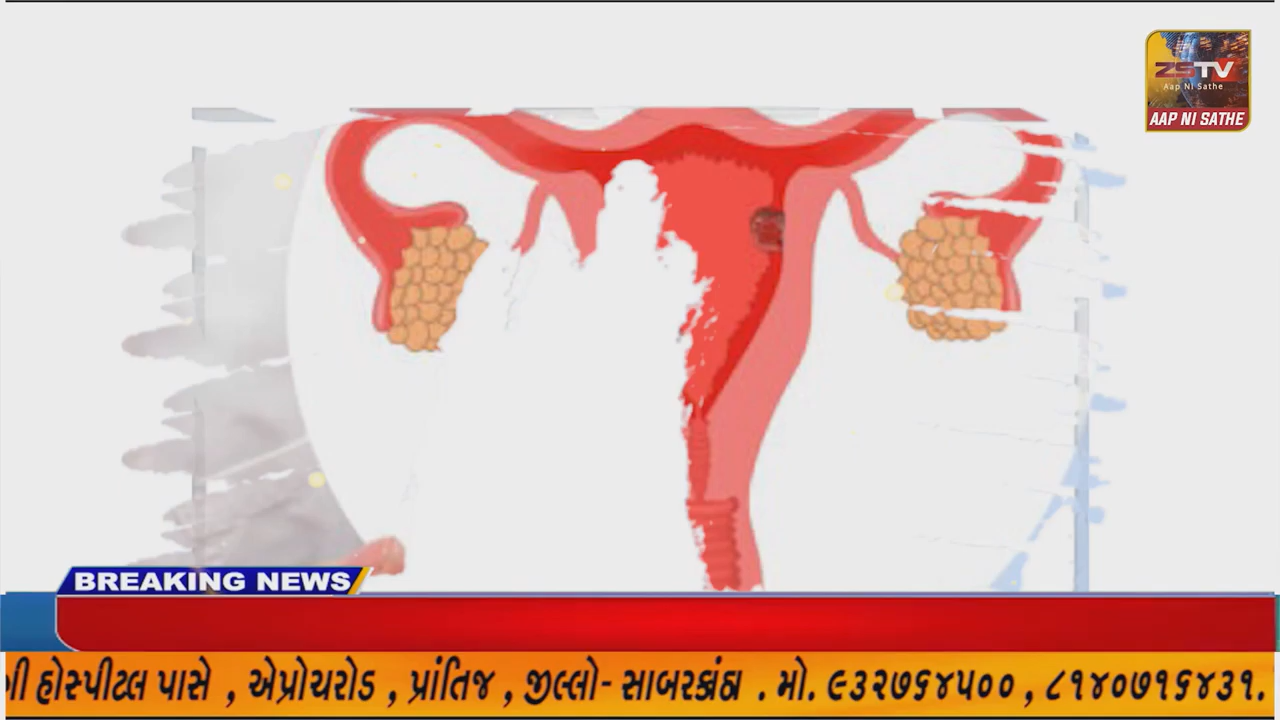 ZSTV
Aap Ni Sathe
AAP NI SATHE
BREAKING NEWS
હોસ્પીટલ પાસે , એપ્રોચરોડ , પ્રાંતિજ , જીલ્લો- સાબરકાંઠા . મો. ૯૩૨૭૬૪૫૦૦ , ૮૧૪૦૭૧૬૪૩૧.